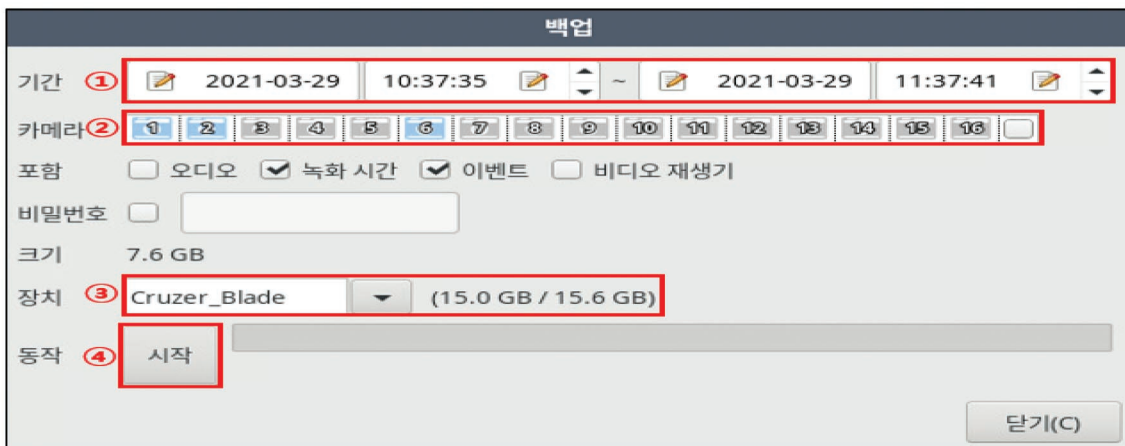 백업
기간 ① 2021-03-29 10:37:35 ~ 2021-03-29 11:37:41
카메라② 1 2 3 4 5 6 7 8 9 10 11 12 13 14 15 16
포함 오디오 녹화 시간 이벤트 비디오 재생기
비밀번호
크기 7.6 GB
장치 ③ Cruzer_Blade (15.0 GB / 15.6 GB)
동작 ④ 시작
닫기(C)